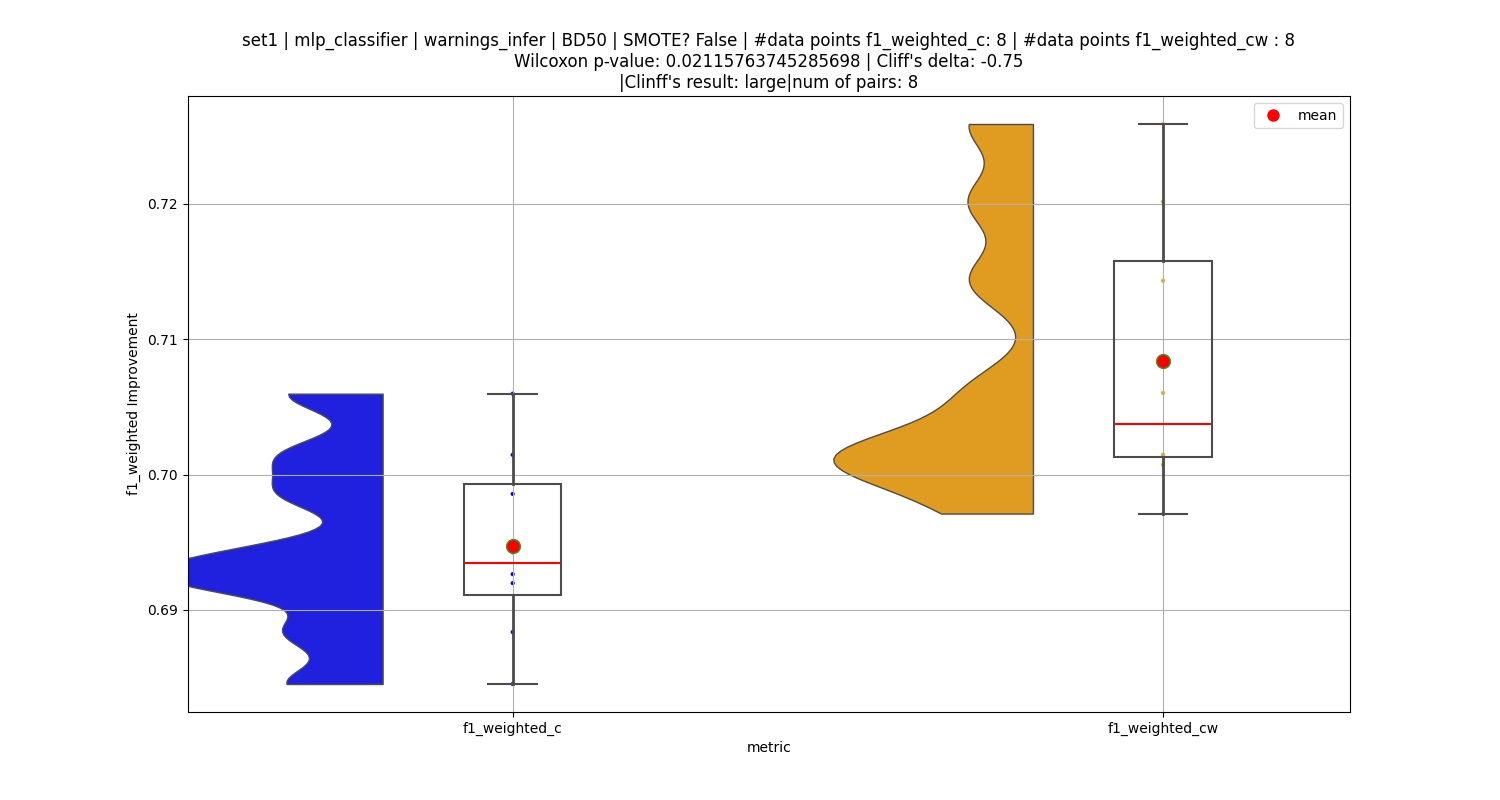 set1 | mlp_classifier | warnings_infer | BD50 | SMOTE? False | #data points f1_weighted_c: 8 | #data points f1_weighted_cw : 8
Wilcoxon p-value: 0.02115763745285698 | Cliff's delta: -0.75
|Clinff's result: large|num of pairs: 8
mean
0.72
0.71
0.70
0.69
f1_weighted Improvement
f1_weighted_c
f1_weighted_cw
metric